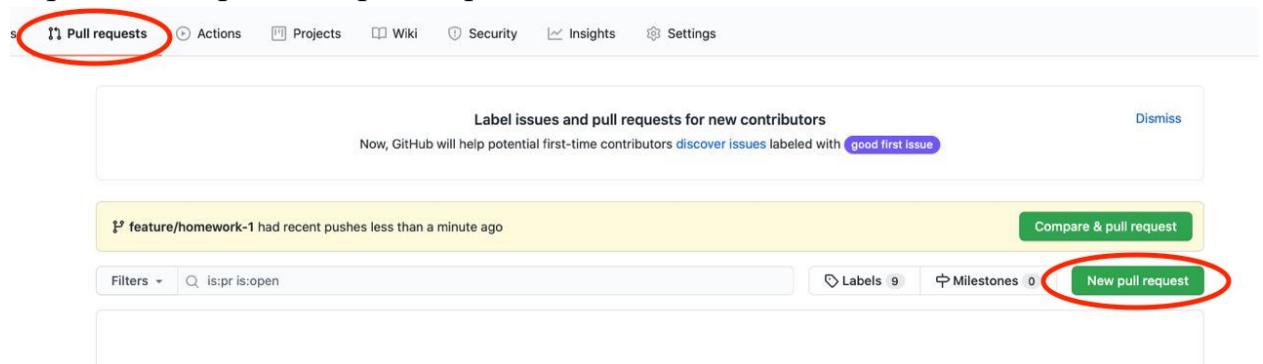 s Pull requests Actions Projects Wiki Security Insights Settings
Label issues and pull requests for new contributors
Dismiss
Now, GitHub will help potential first-time contributors discover issues labeled with good first issue
feature/homework-1 had recent pushes less than a minute ago
Compare & pull request
Filters is:pr is:open Labels 9 Milestones 0 New pull request